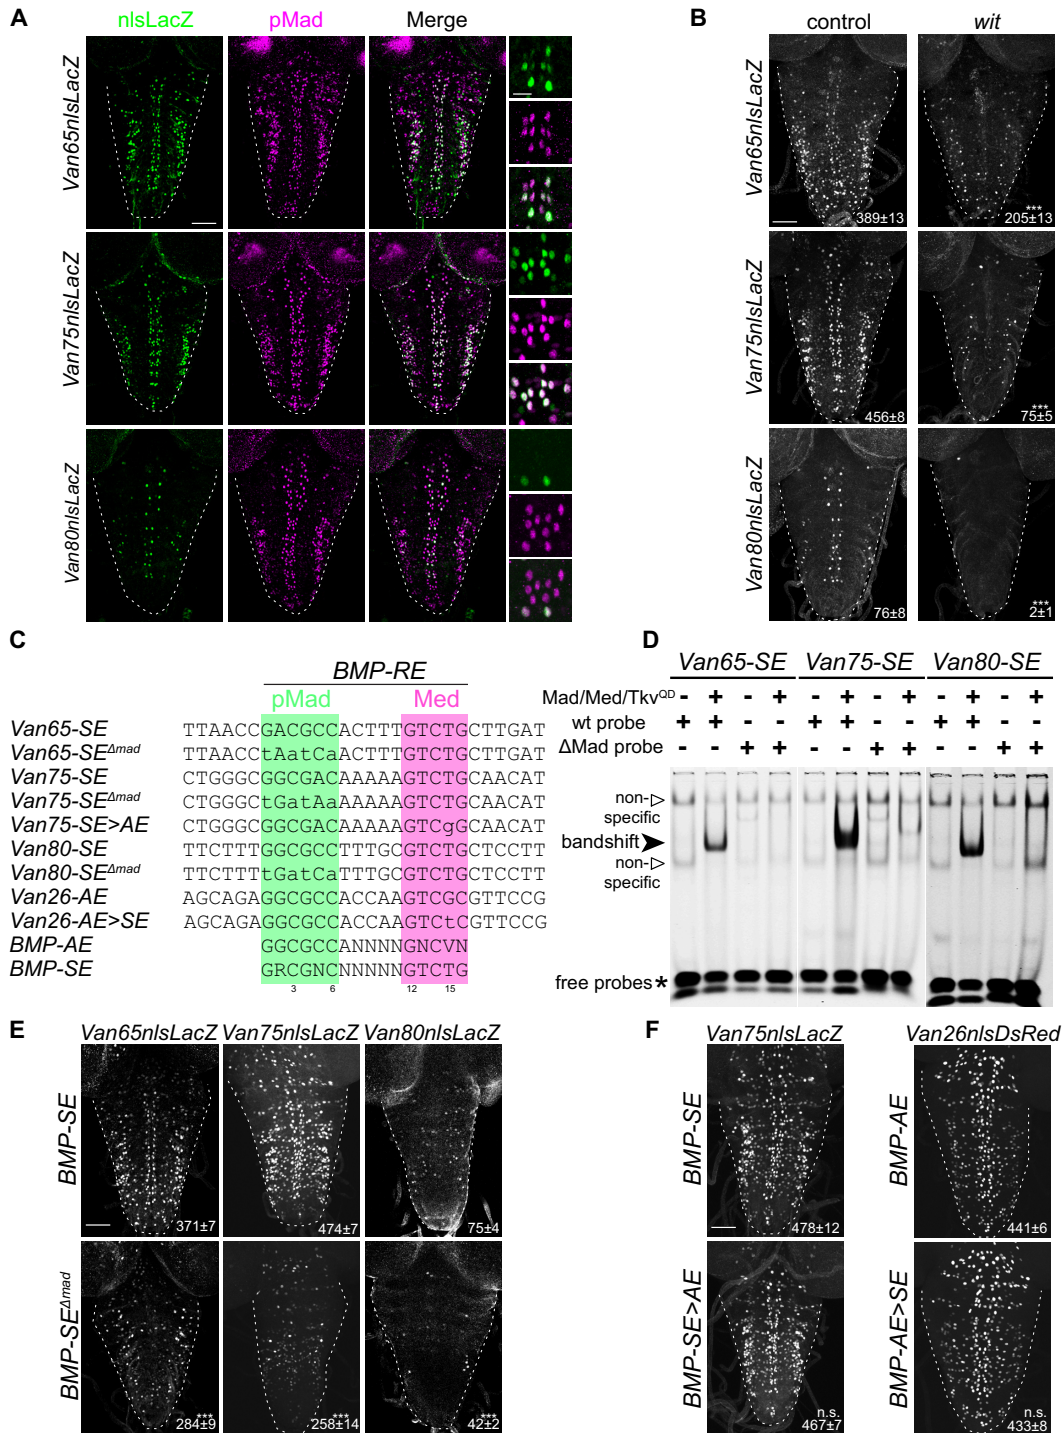 A
nlsLacZ
pMad
Merge
Van65nlsLacZ
Van75nlsLacZ
Van80nlsLacZ
B
control
wit
Van65nlsLacZ
389±13
***
205±13
Van75nlsLacZ
456±8
***
75±5
Van80nlsLacZ
76±8
***
2±1
C
BMP-RE
pMad
Med
Van65-SE TTAACCGACGCCACTTTGTCTGCTTGAT
Van65-SEΔmad TTAACCtAatCaACTTTGTCTGCTTGAT
Van75-SE CTGGGCGGCGACAAAAAGTCTGCAACAT
Van75-SEΔmad CTGGGCtGatAaAAAAAGTCTGCAACAT
Van75-SE>AE CTGGGCGGCGACAAAAAGTCgGCAACAT
Van80-SE TTCTTTGGCGCCTTTGCGTCTGCTCCTT
Van80-SEΔmad TTCTTTtGatCaTTTGCGTCTGCTCCTT
Van26-AE AGCAGAGGCGCCACCAAGTCGCGTTCCG
Van26-AE>SE AGCAGAGGCGCCACCAAGTCtCGTTCCG
BMP-AE GGCGCCANNNNGNCVN
BMP-SE GRCGNCNNNNNGTCTG
3 6 12 15
D
Van65-SE Van75-SE Van80-SE
Mad/Med/TkvQD - + - + - + - + - + - +
wt probe + + - - + + - - + + - -
ΔMad probe - - + + - - + + - - + +
non-
specific
bandshift
non-
specific
free probes*
E
Van65nlsLacZ Van75nlsLacZ Van80nlsLacZ
BMP-SE
371±7
474±7
75±4
BMP-SEΔmad
***
284±9
***
258±14
***
42±2
F
Van75nlsLacZ
Van26nlsDsRed
BMP-SE
478±12
BMP-AE
441±6
BMP-SE>AE
n.s.
467±7
BMP-AE>SE
n.s.
433±8